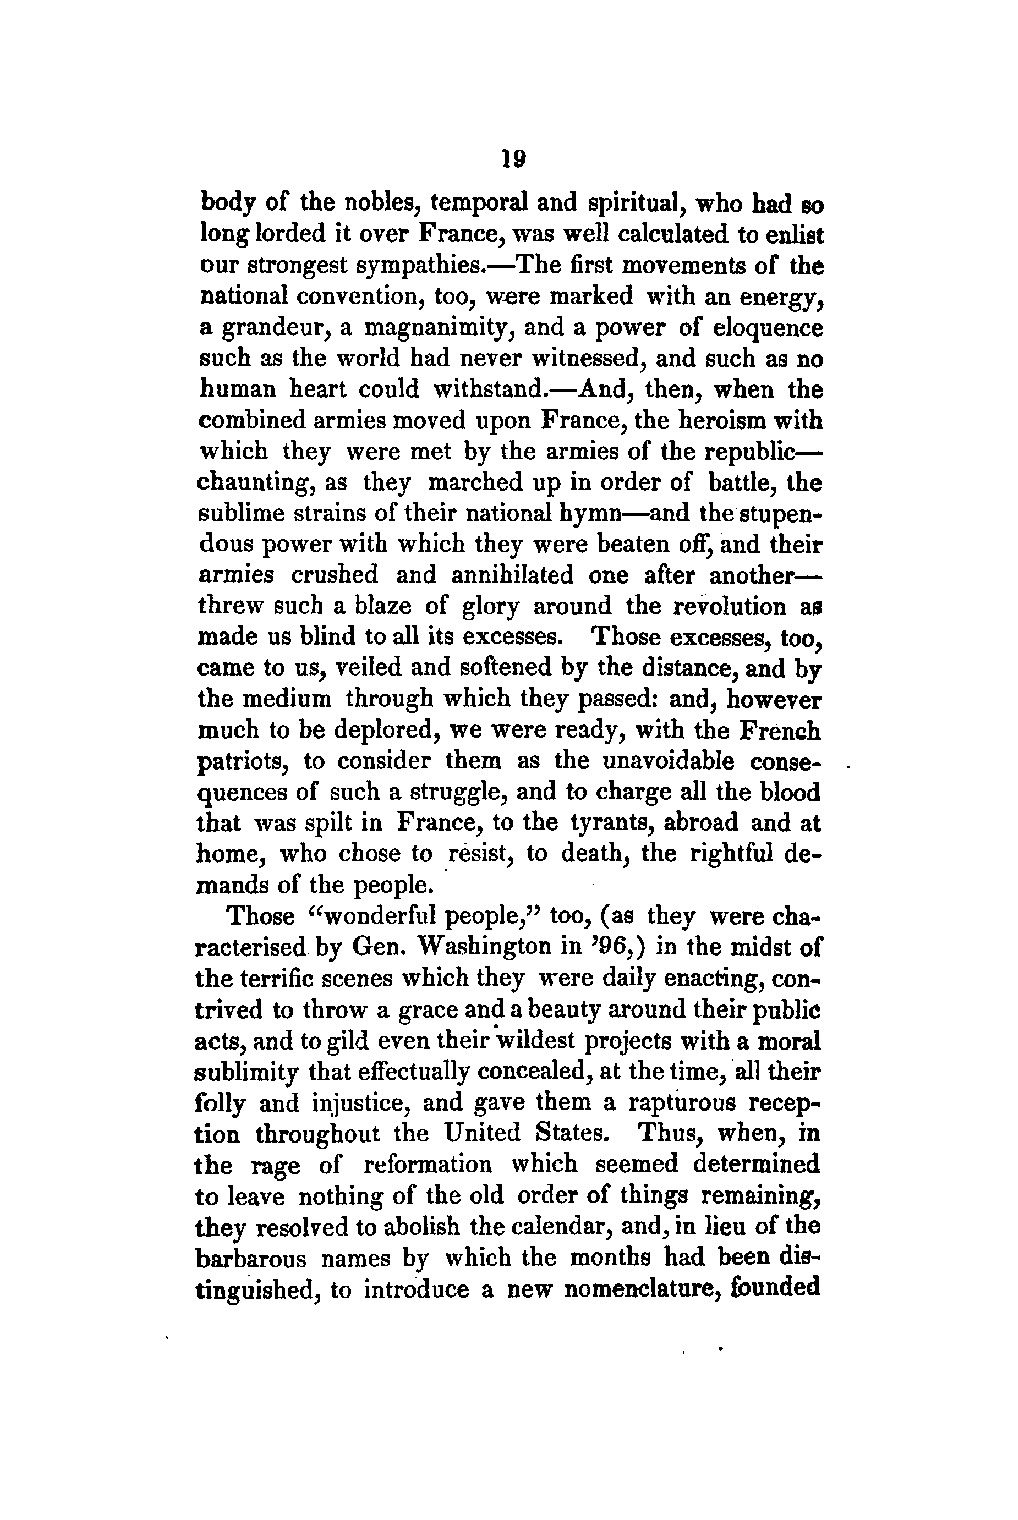 19
body of the nobles, temporal and spiritual, who had so
long lorded it over France, was well calculated to enlist
our strongest sympathies.—The first movements of the
national convention, too, were marked with an energy,
a grandeur, a magnanimity, and a power of eloquence
such as the world had never witnessed, and such as no
human heart could withstand.—And, then, when the
combined armies moved upon France, the heroism with
which they were met by the armies of the republic—
chaunting, as they marched up in order of battle, the
sublime strains of their national hymn—and the stupen-
dous power with which they were beaten off, and their
armies crushed and annihilated one after another—
threw such a blaze of glory around the revolution as
made us blind to all its excesses. Those excesses, too,
came to us, veiled and softened by the distance, and by
the medium through which they passed: and, however
much to be deplored, we were ready, with the French
patriots, to consider them as the unavoidable conse-
quences of such a struggle, and to charge all the blood
that was spilt in France, to the tyrants, abroad and at
home, who chose to resist, to death, the rightful de-
mands of the people.
Those “wonderful people,” too, (as they were cha-
racterised by Gen. Washington in ’96,) in the midst of
the terrific scenes which they were daily enacting, con-
trived to throw a grace and a beauty around their public
acts, and to gild even their wildest projects with a moral
sublimity that effectually concealed, at the time, all their
folly and injustice, and gave them a rapturous recep-
tion throughout the United States. Thus, when, in
the rage of reformation which seemed determined
to leave nothing of the old order of things remaining,
they resolved to abolish the calendar, and, in lieu of the
barbarous names by which the months had been dis-
tinguished, to introduce a new nomenclature, founded